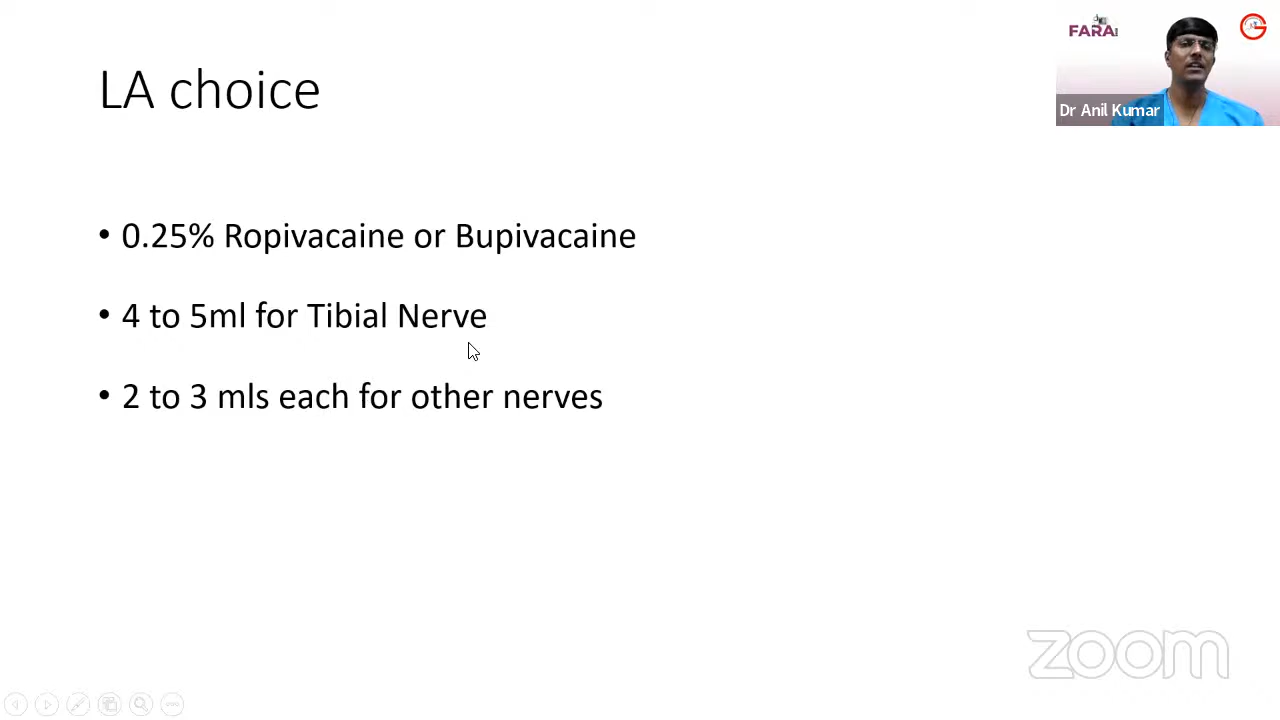 FARA
LA choice
Dr Anil Kumar
• 0.25% Ropivacaine or Bupivacaine
• 4 to 5ml for Tibial Nerve
• 2 to 3 mls each for other nerves
zoom